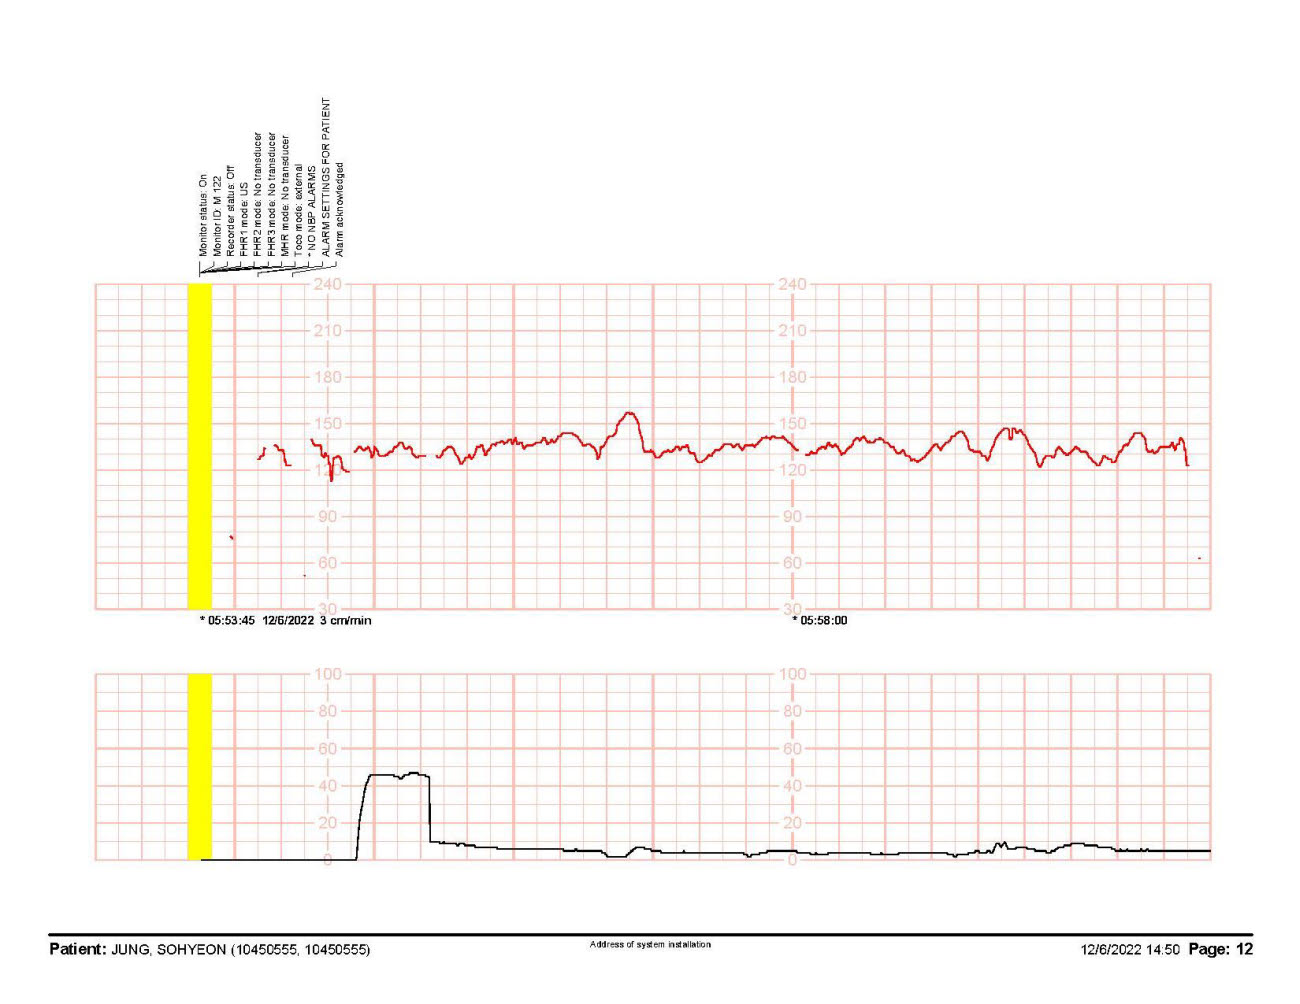 Monitor status: On
Monitor ID: M 122
Recorder status: Off
FHR1 mode: US
FHR2 mode: No transducer
FHR3 mode: No transducer
MHR mode: No transducer
Toco mode: external
* NO NBP ALARMS
ALARM SETTINGS FOR PATIENT
Alarm acknowledged
240 240
210 210
180 180
150 150
120 120
90 90
60 60
30 30
* 05:53:45 12/6/2022 3 cm/min * 05:58:00
100 100
80 80
60 60
40 40
20 20
0 0
Patient: JUNG, SOHYEON (10450555, 10450555) Address of system installation 12/6/2022 14:50 Page: 12